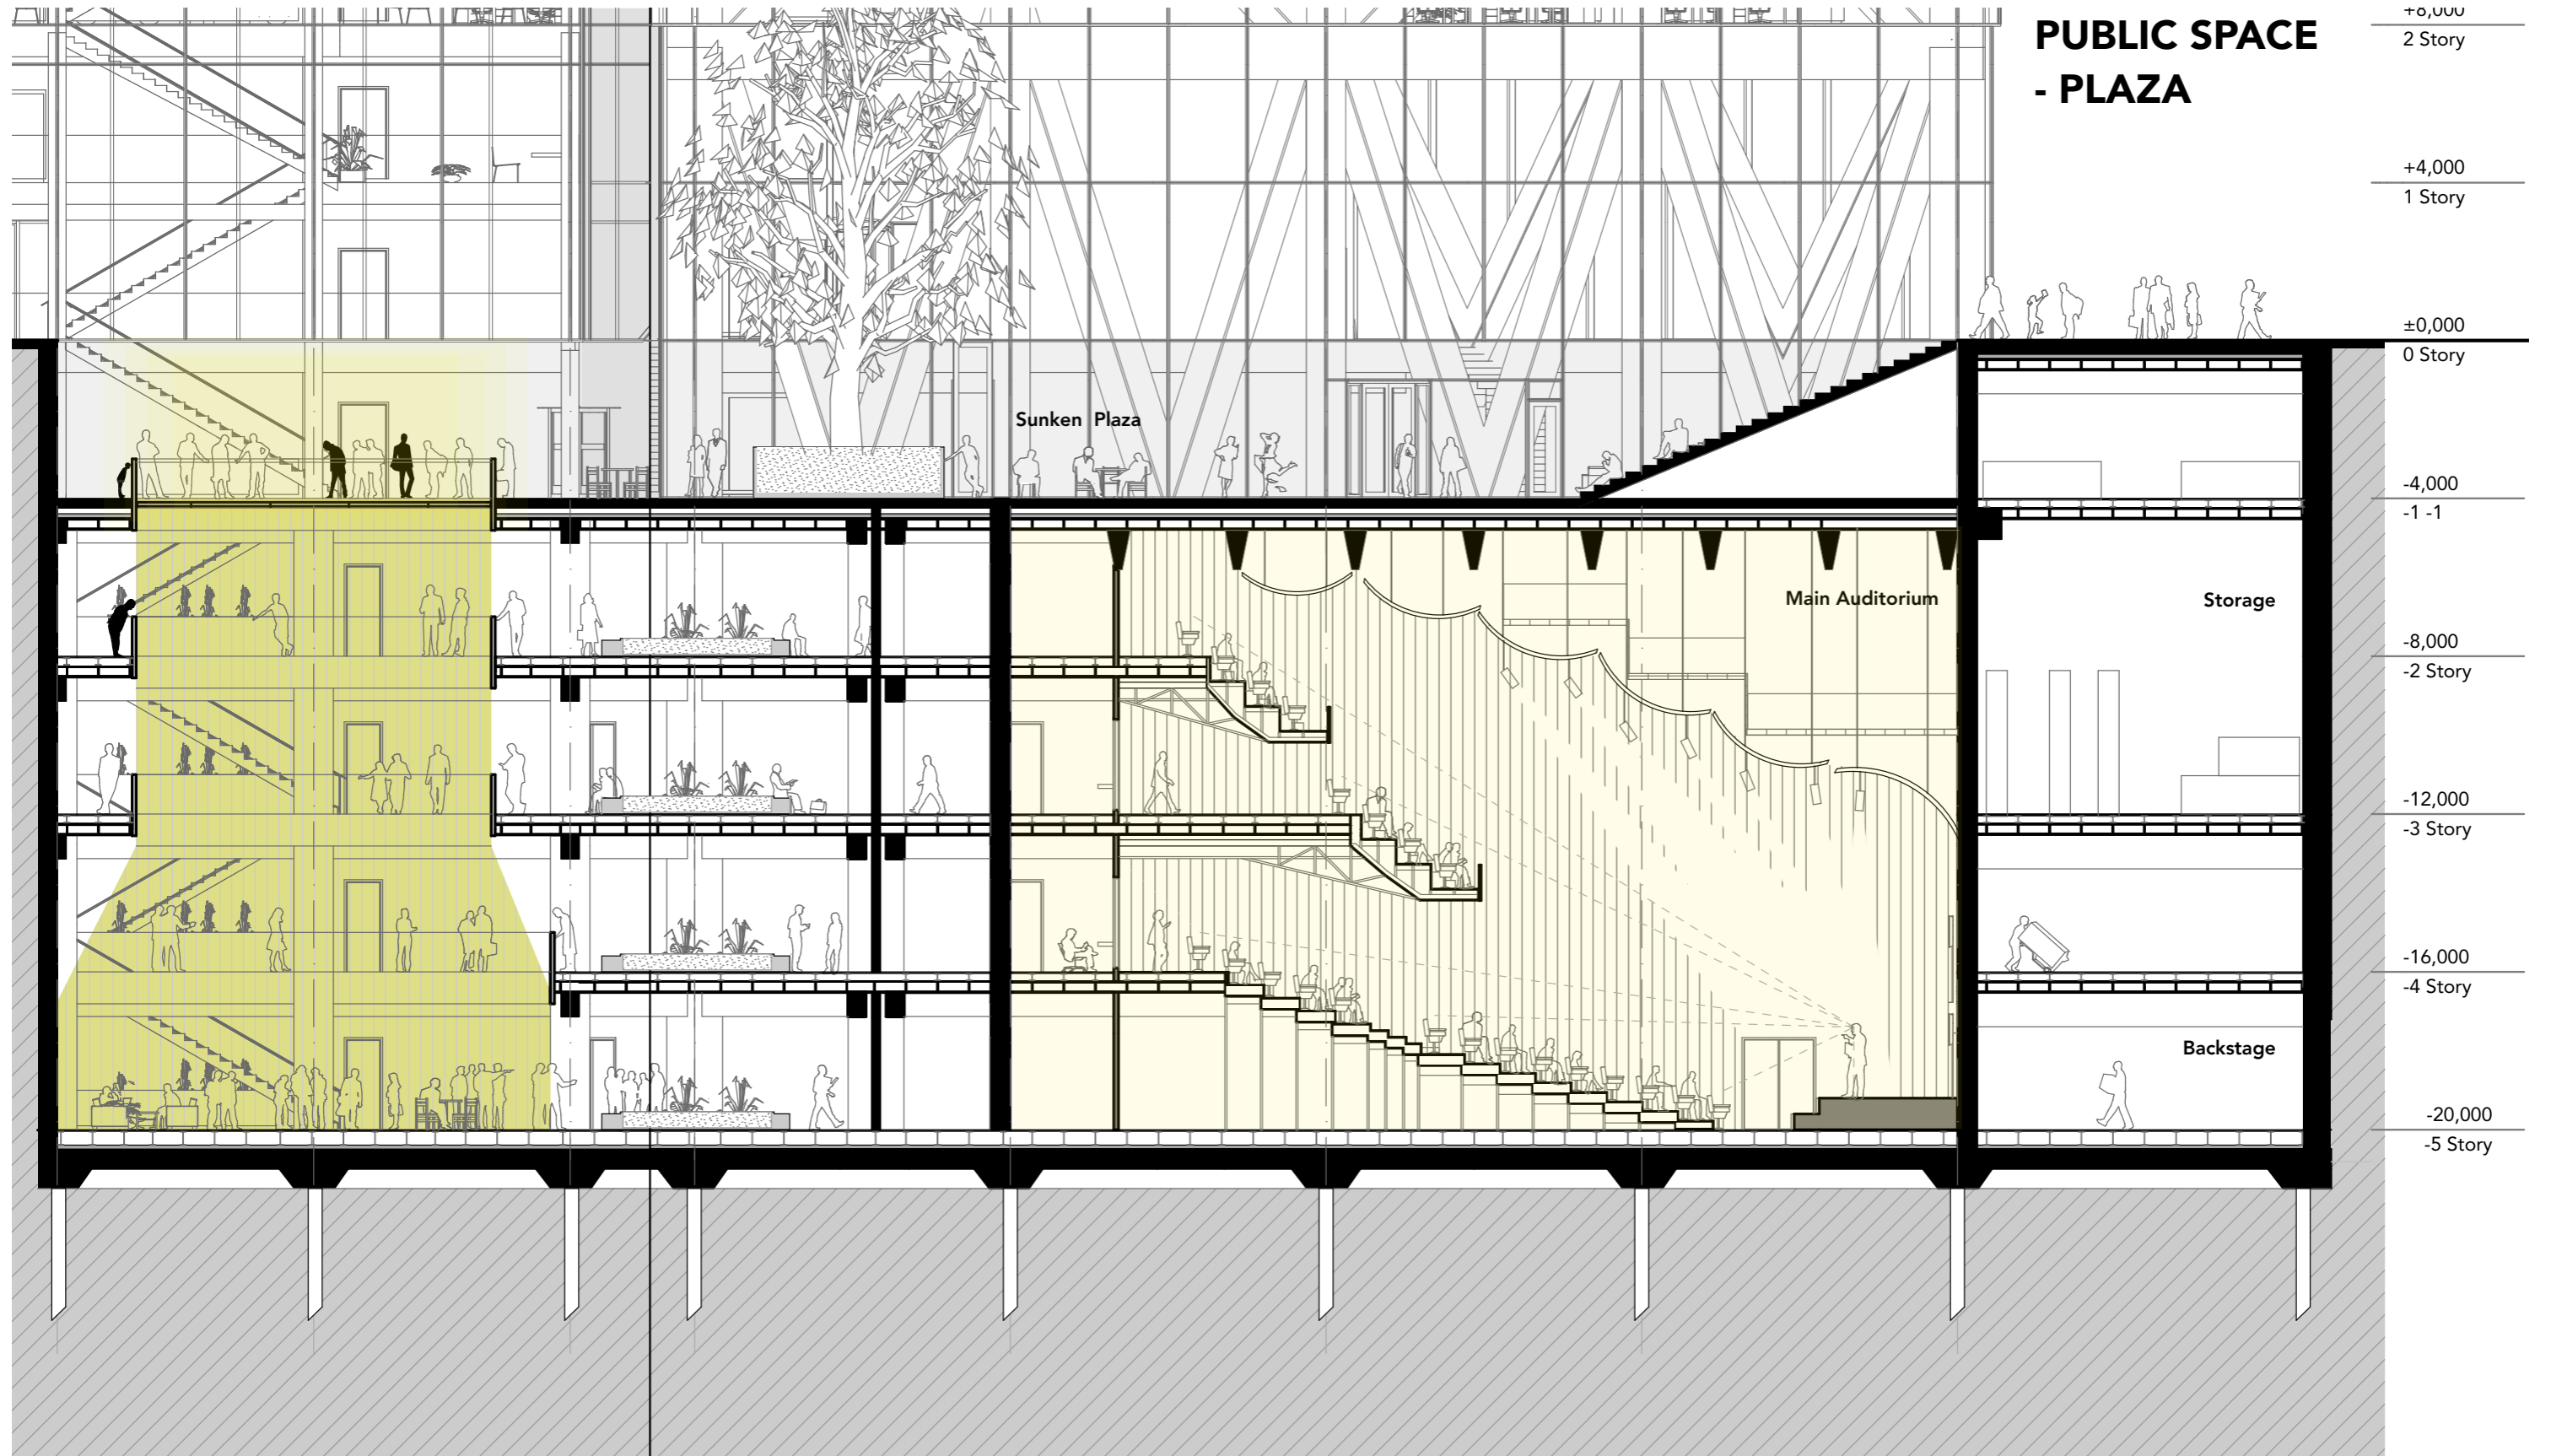 PUBLIC SPACE
- PLAZA
+8,000
2 Story
+4,000
1 Story
±0,000
0 Story
Sunken Plaza
-4,000
-1 -1
Main Auditorium
Storage
-8,000
-2 Story
-12,000
-3 Story
-16,000
-4 Story
Backstage
-20,000
-5 Story